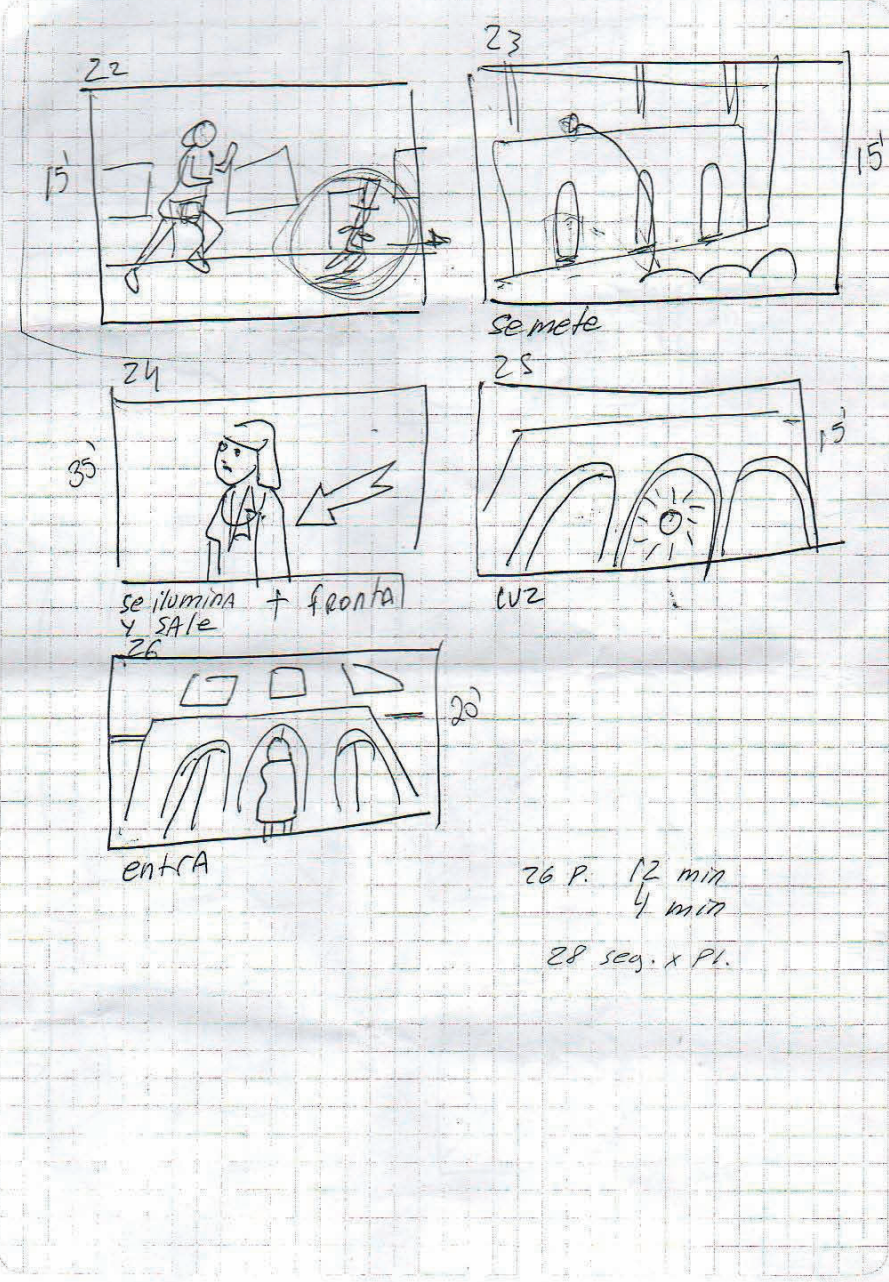 22
15'
23
15'
se mete
24
35'
se ilumina + frontal
y sale
25
15'
luz
26
20'
entra
26 P. 12 min
4 min
28 seg. x Pl.